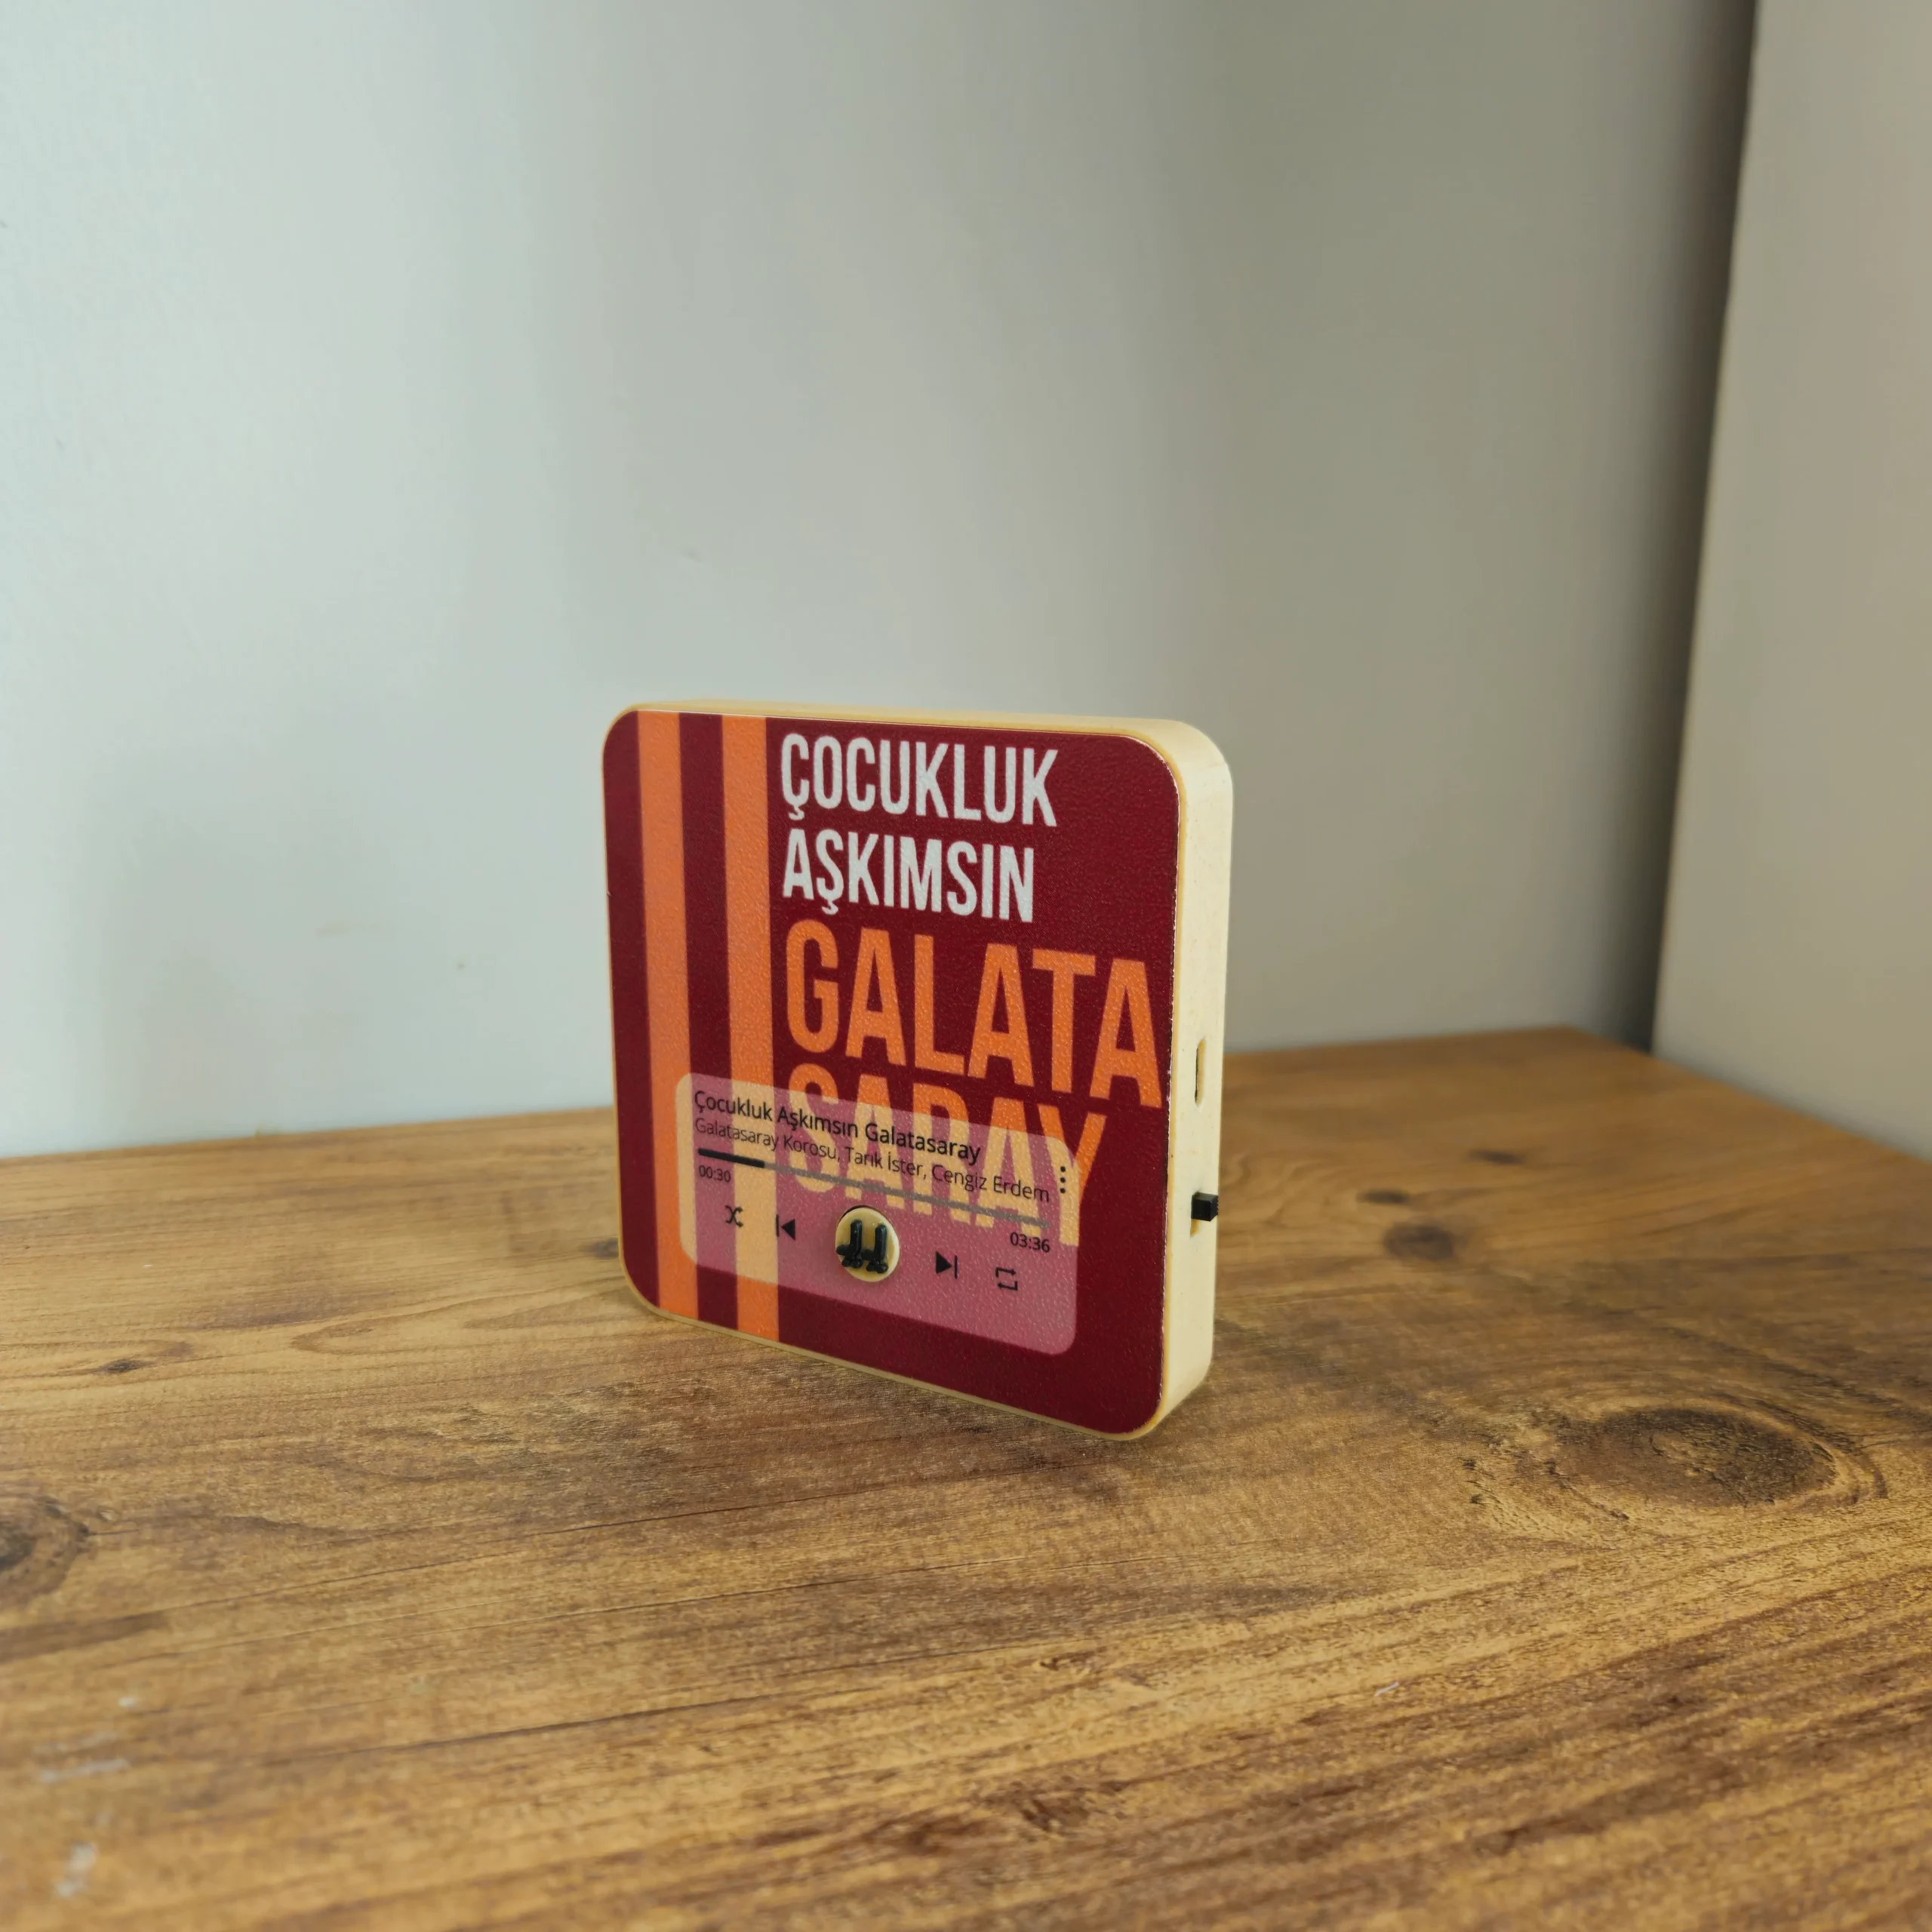 ÇOCUKLUK
AŞKIMSIN
GALATA
SARAY
Çocukluk Aşkımsın Galatasaray
Galatasaray Korosu, Tarık İster, Cengiz Erdem
00:30
03:36